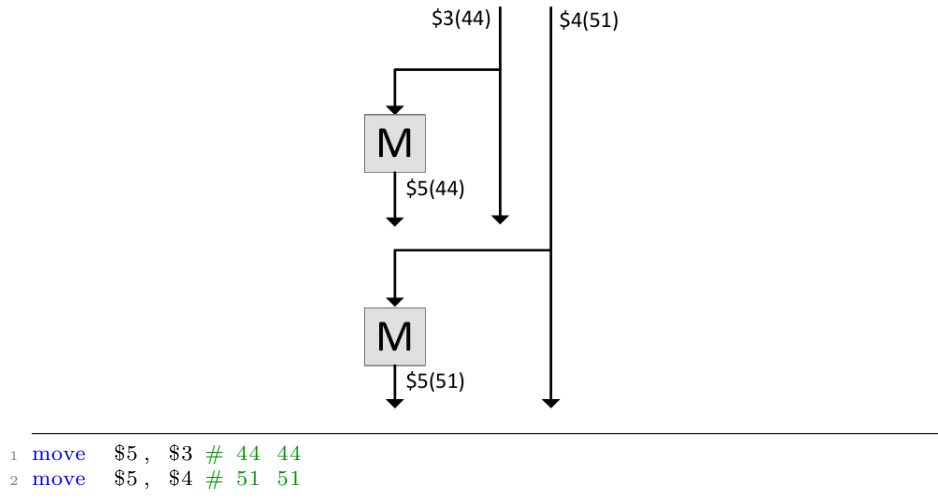 $3(44) $4(51)
M
$5(44)
M
$5(51)
1 move $5, $3 # 44 44
2 move $5, $4 # 51 51